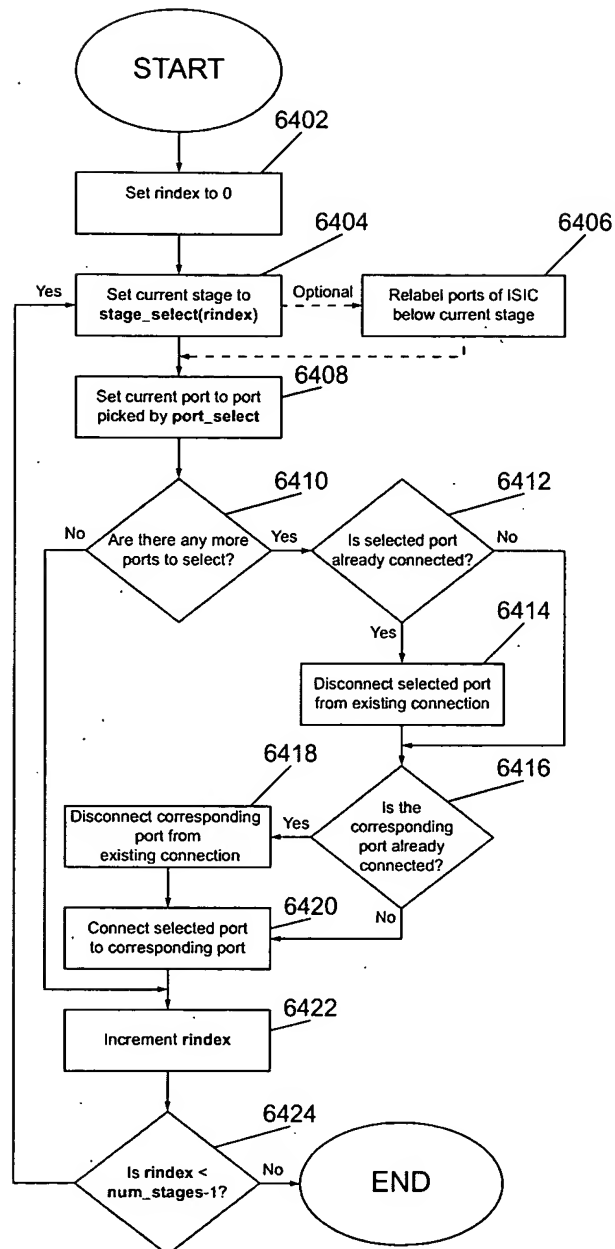 START
6402
Set rindex to 0
6404
6406
Yes
Set current stage to
stage_select(rindex)
Optional
Relabel ports of ISIC
below current stage
6408
Set current port to port
picked by port_select
6410
6412
No
Are there any more
ports to select?
Yes
Is selected port
already connected?
No
6414
Yes
Disconnect selected port
from existing connection
6418
6416
Disconnect corresponding
port from
existing connection
Yes
Is the
corresponding
port already
connected?
6420
No
Connect selected port
to corresponding port
6422
Increment rindex
6424
Is rindex <
num_stages-1?
No
END